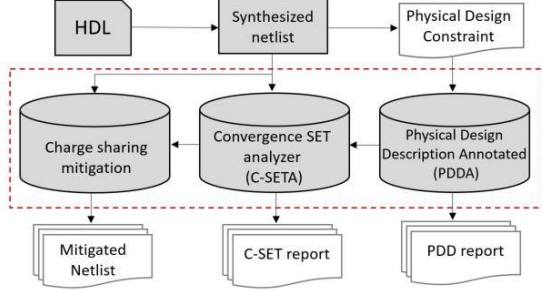 HDL
Synthesized
netlist
Physical Design
Constraint
Charge sharing
mitigation
Convergence SET
analyzer
(C-SETA)
Physical Design
Description Annotated
(PDDA)
Mitigated
Netlist
C-SET report
PDD report